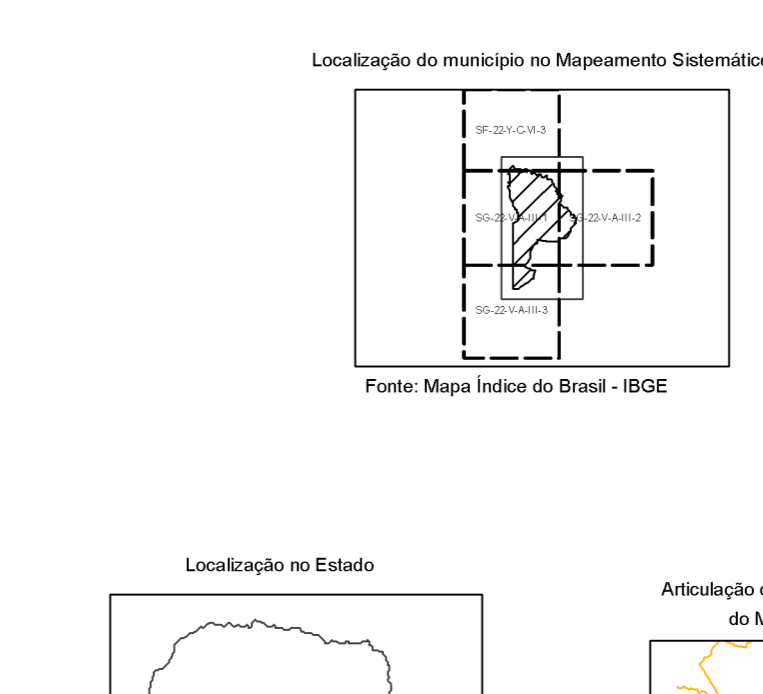 Localização do município no Mapeamento Sistemático
SF-22-Y-C-VI-3
SG-22-V-A-III-1
SG-22-V-A-III-2
SG-22-V-A-III-3
Fonte: Mapa Índice do Brasil - IBGE
Localização no Estado
Articulação
do